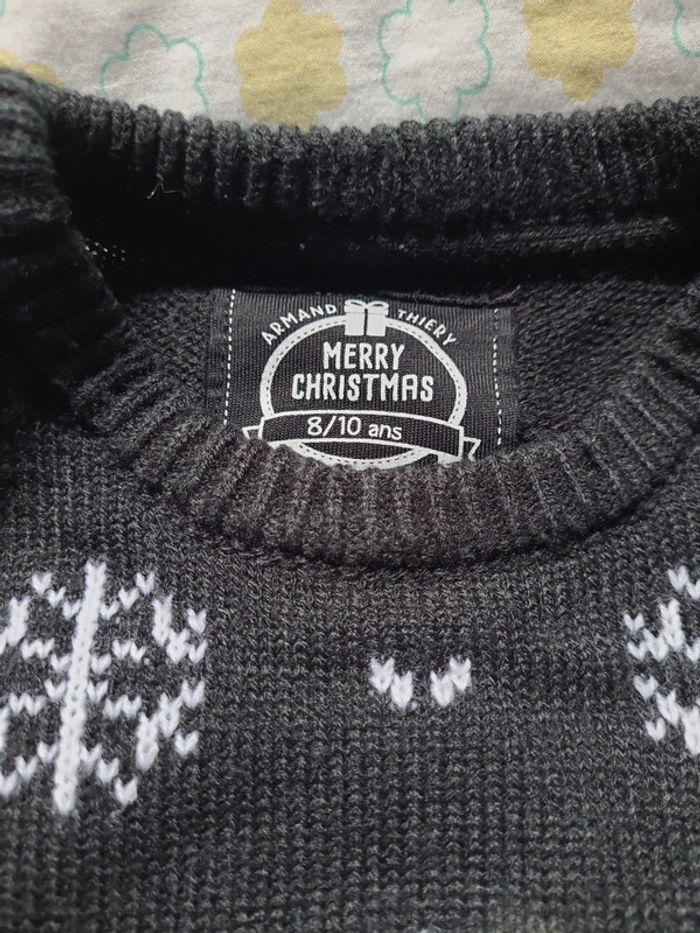 ARMAND THIERY
MERRY
CHRISTMAS
8/10 ans